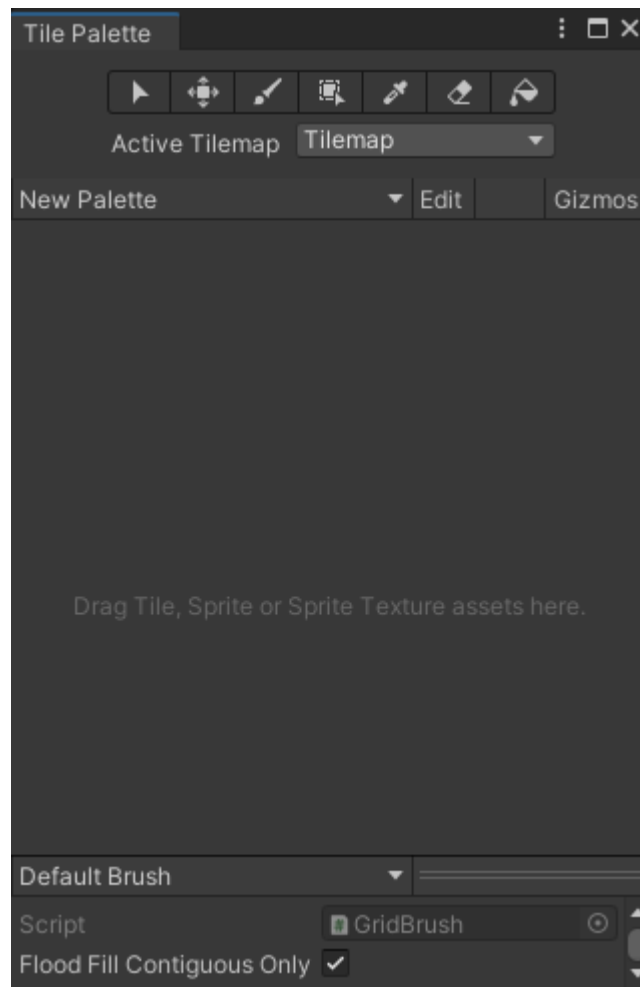 Tile Palette
Active Tilemap Tilemap
New Palette Edit Gizmos
Drag Tile, Sprite or Sprite Texture assets here.
Default Brush
Script GridBrush
Flood Fill Contiguous Only